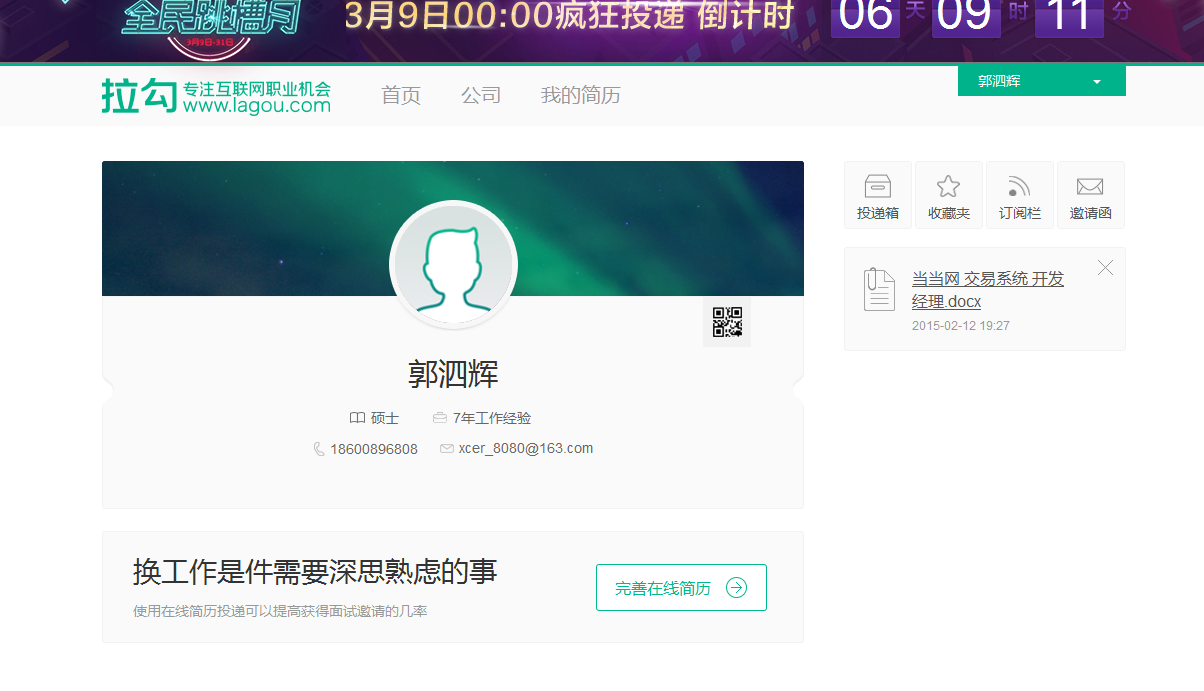 全民跳槽月
3月9日-31日
3月9日00:00疯狂投递 倒计时
06 天 09 时 11 分
拉勾 专注互联网职业机会
www.lagou.com
首页 公司 我的简历
郭泗辉
投递箱 收藏夹 订阅栏 邀请函
当当网 交易系统 开发
经理.docx
2015-02-12 19:27
郭泗辉
硕士 7年工作经验
18600896808 xcer_8080@163.com
换工作是件需要深思熟虑的事
使用在线简历投递可以提高获得面试邀请的几率
完善在线简历